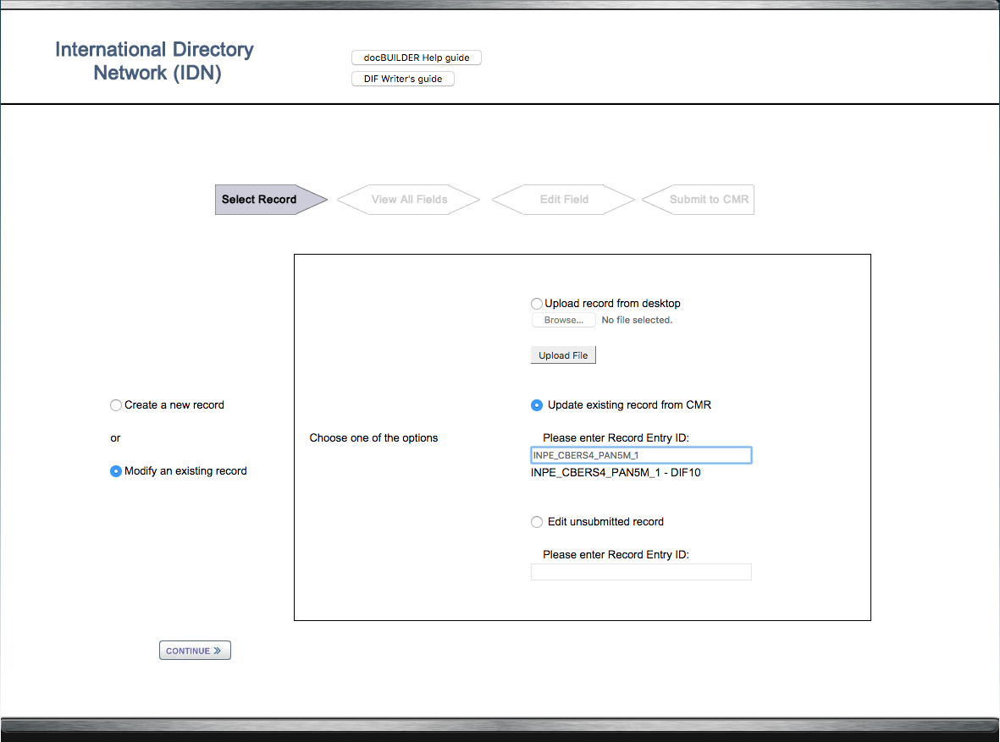 International Directory
Network (IDN)
docBUILDER Help guide
DIF Writer's guide
Select Record
View All Fields
Edit Field
Submit to CMR
Upload record from desktop
Browse... No file selected.
Upload File
Create a new record
or
Modify an existing record
Choose one of the options
Update existing record from CMR
Please enter Record Entry ID:
INPE_CBERS4_PAN5M_1
INPE_CBERS4_PAN5M_1 - DIF10
Edit unsubmitted record
Please enter Record Entry ID:
CONTINUE »